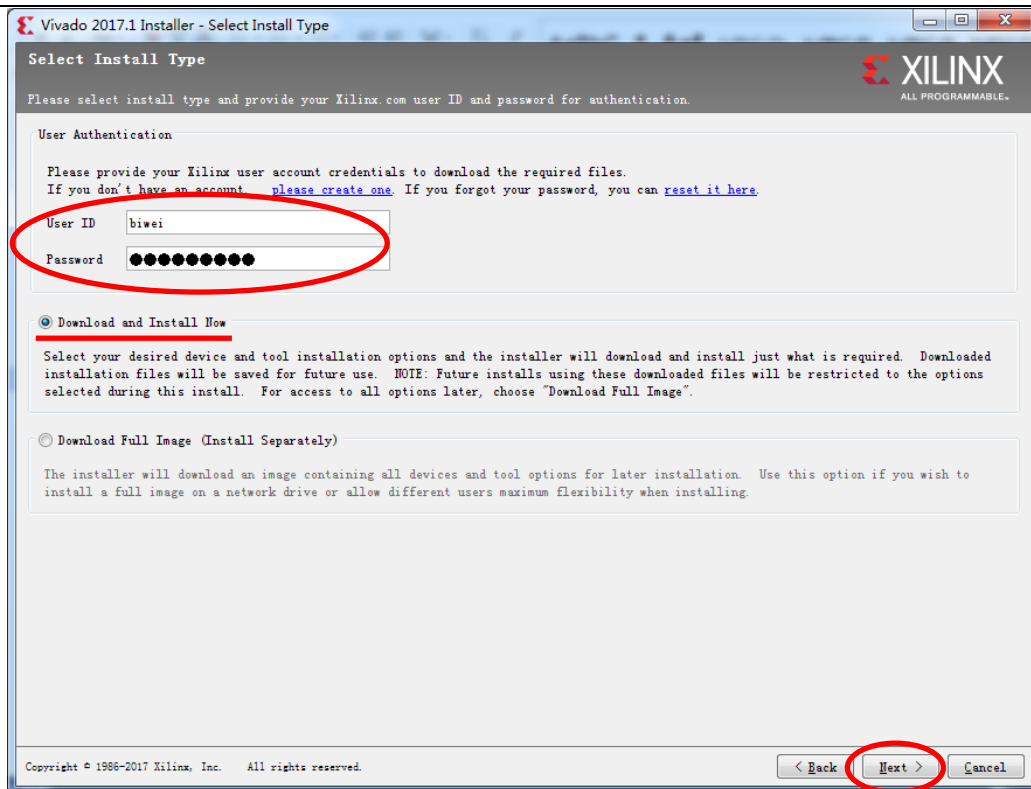 Vivado 2017.1 Installer - Select Install Type
Select Install Type
XILINX
ALL PROGRAMMABLE™
Please select install type and provide your Xilinx.com user ID and password for authentication.
User Authentication
Please provide your Xilinx user account credentials to download the required files.
If you don't have an account, please create one. If you forgot your password, you can reset it here.
User ID biwei
Password ●●●●●●●●●
Download and Install Now
Select your desired device and tool installation options and the installer will download and install just what is required. Downloaded
installation files will be saved for future use. NOTE: Future installs using these downloaded files will be restricted to the options
selected during this install. For access to all options later, choose "Download Full Image".
Download Full Image (Install Separately)
The installer will download an image containing all devices and tool options for later installation. Use this option if you wish to
install a full image on a network drive or allow different users maximum flexibility when installing.
Copyright © 1986-2017 Xilinx, Inc. All rights reserved.
< Back
Next >
Cancel